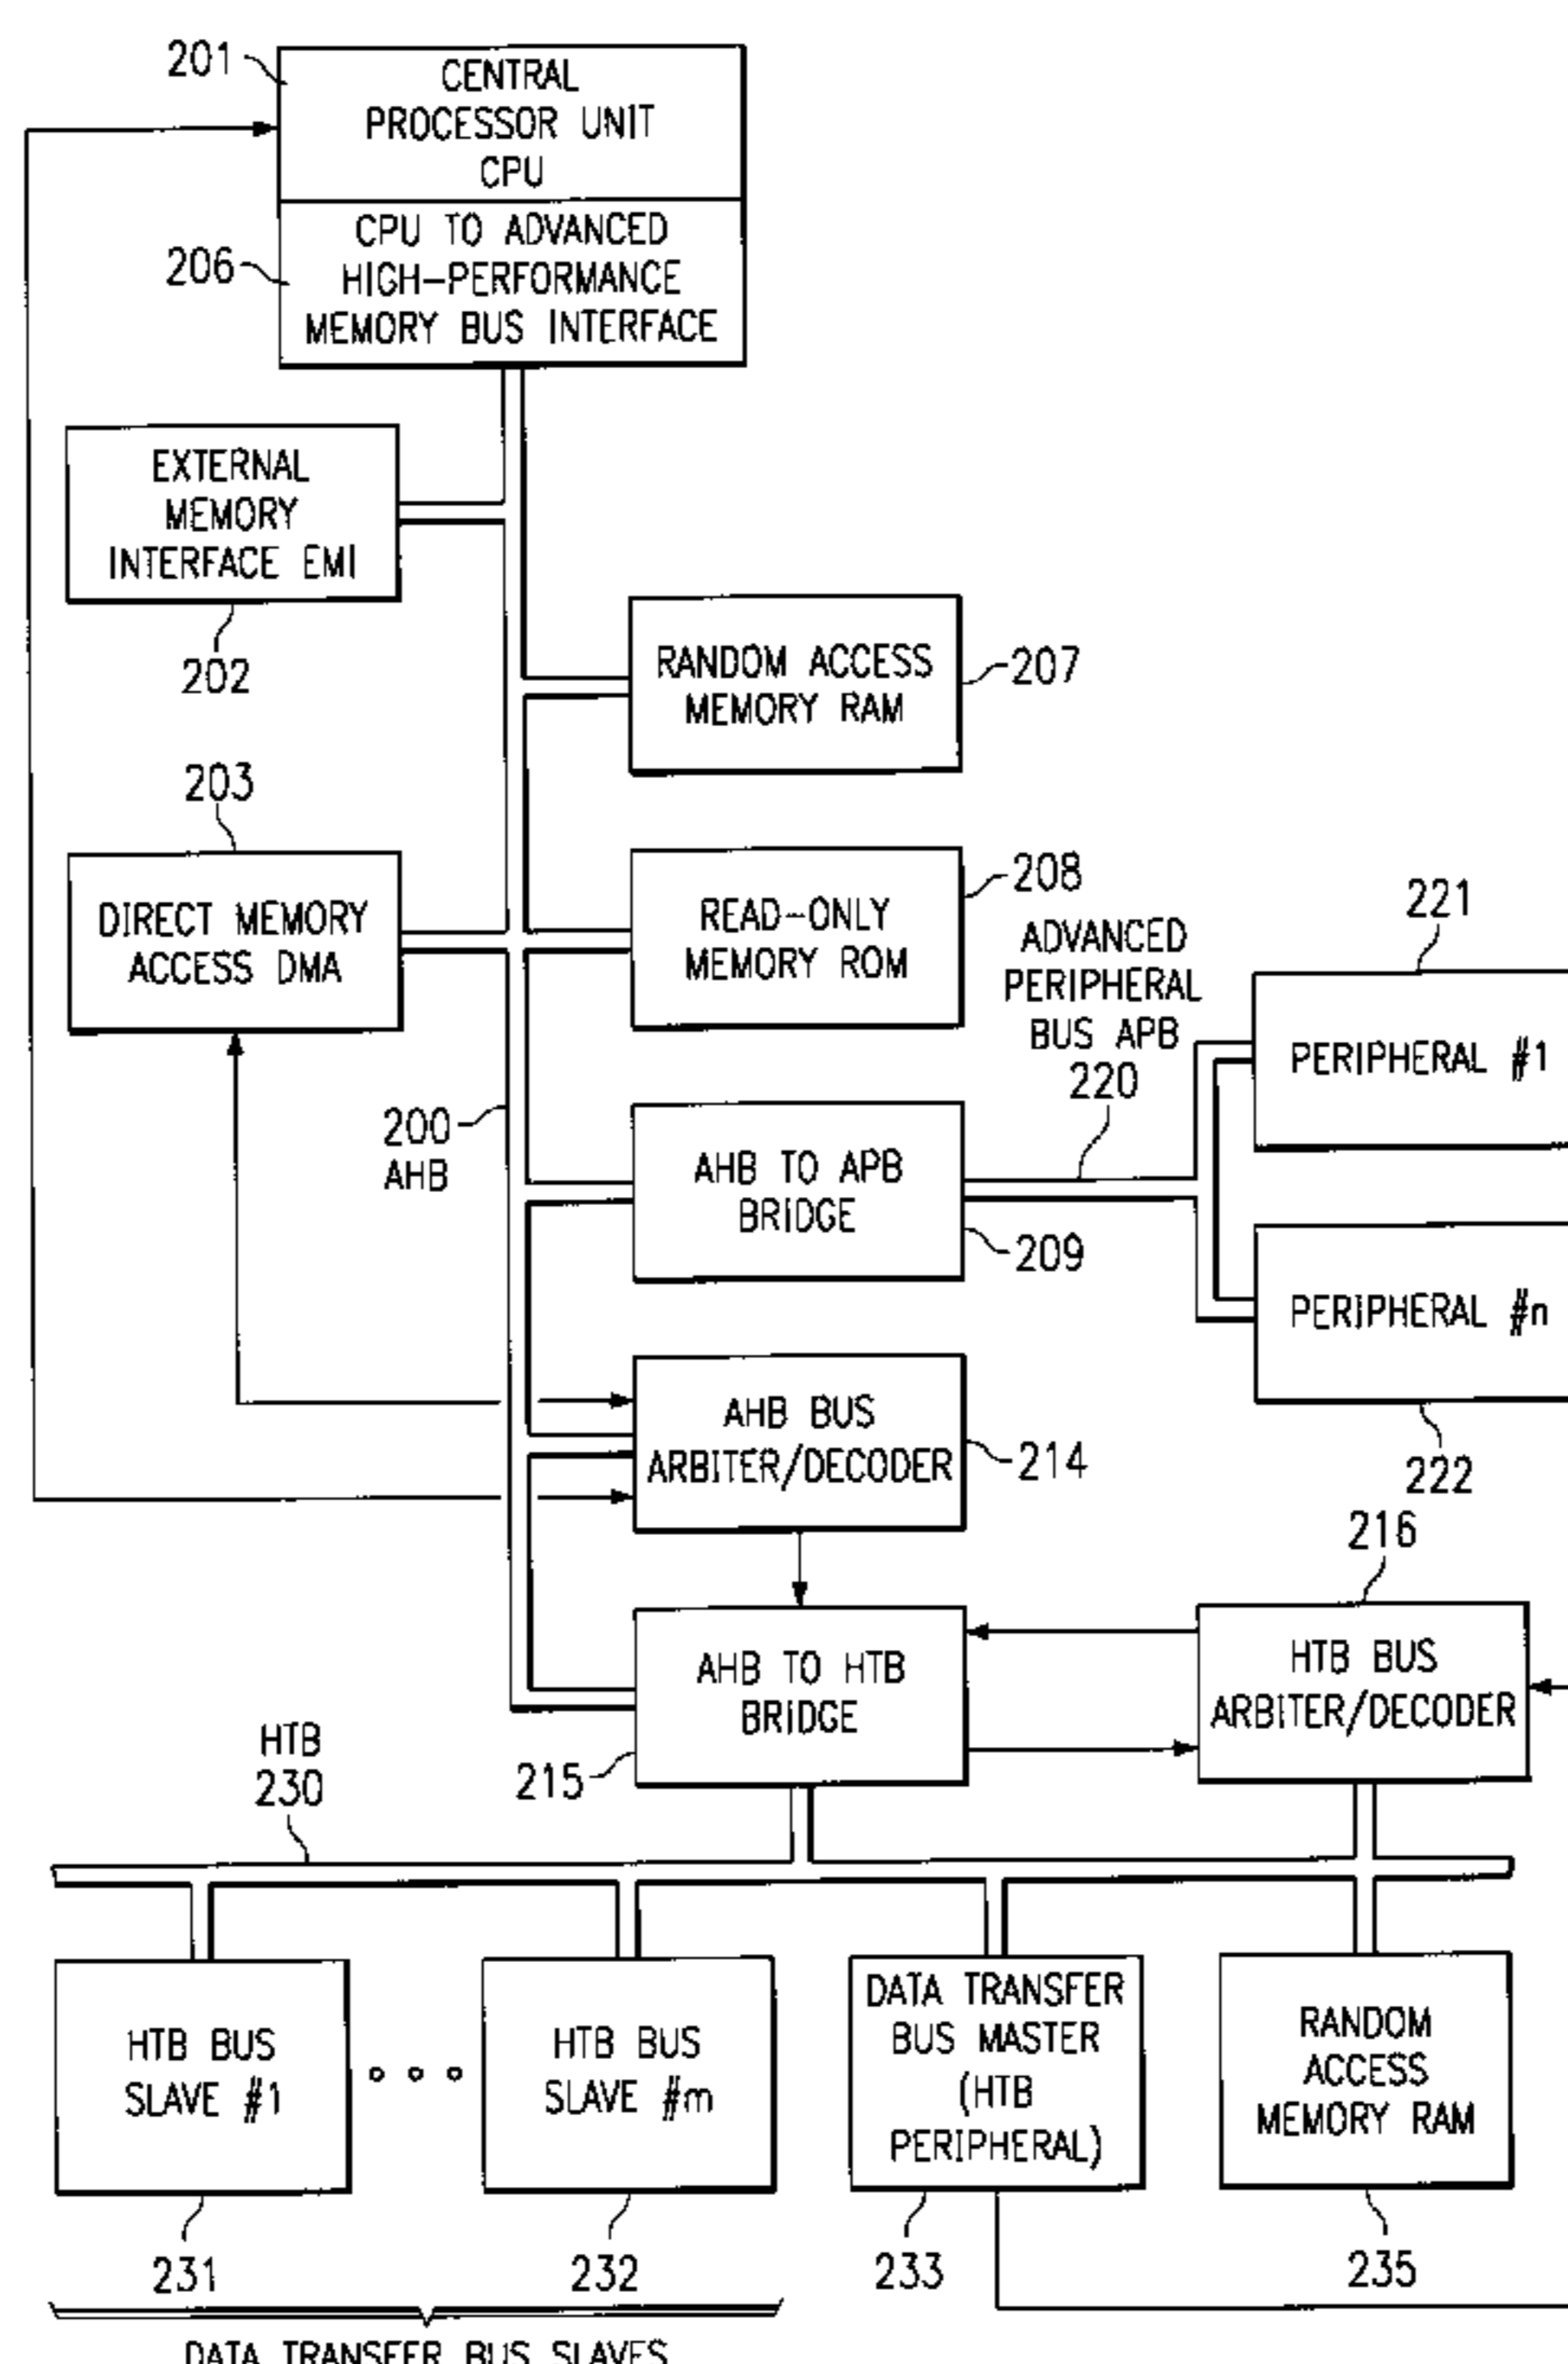 201
CENTRAL
PROCESSOR UNIT
CPU
206
CPU TO ADVANCED
HIGH-PERFORMANCE
MEMORY BUS INTERFACE
EXTERNAL
MEMORY
INTERFACE EMI
202
RANDOM ACCESS
MEMORY RAM
207
203
DIRECT MEMORY
ACCESS DMA
READ-ONLY
MEMORY ROM
208
ADVANCED
PERIPHERAL
BUS APB
220
221
PERIPHERAL #1
200
AHB
AHB TO APB
BRIDGE
209
PERIPHERAL #n
222
AHB BUS
ARBITER/DECODER
214
216
AHB TO HTB
BRIDGE
215
HTB BUS
ARBITER/DECODER
HTB
230
HTB BUS
SLAVE #1
231
HTB BUS
SLAVE #m
232
DATA TRANSFER
BUS MASTER
(HTB
PERIPHERAL)
233
RANDOM
ACCESS
MEMORY RAM
235
DATA TRANSFER BUS SLAVES